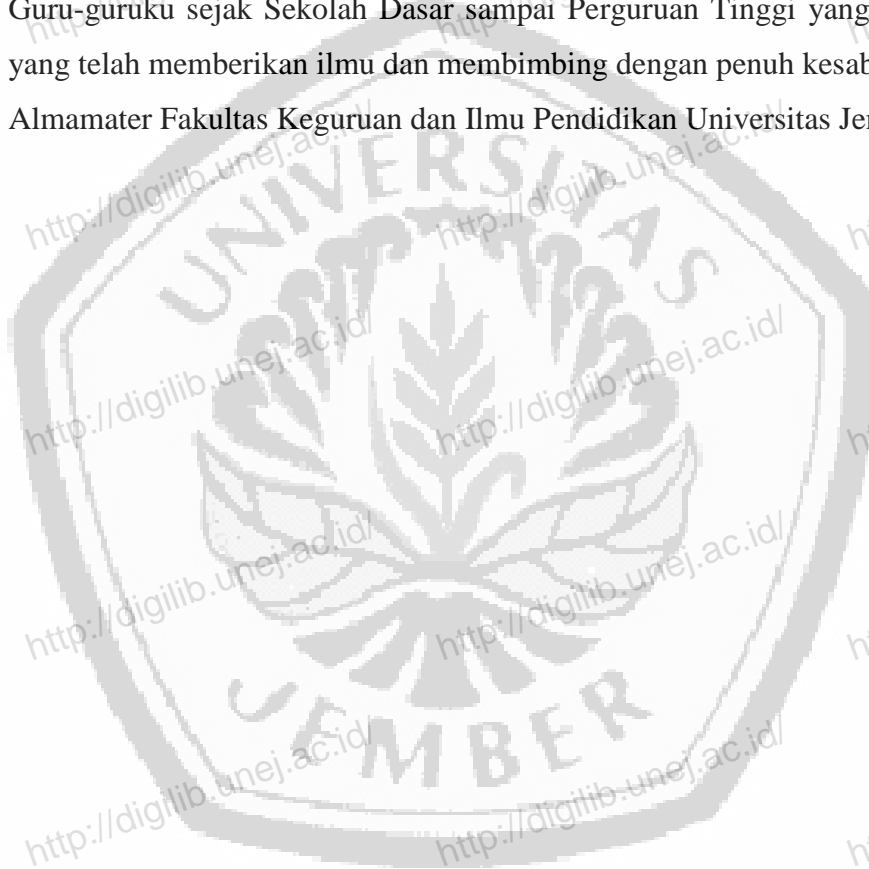 Guru-guruku sejak Sekolah Dasar sampai Perguruan Tinggi yang
yang telah memberikan ilmu dan membimbing dengan penuh
Almamater Fakultas Keguruan dan Ilmu Pendidikan Universitas
http://digilib.unej.ac.id/
http://digilib.unej.ac.id/
UNIVERSITAS
http://digilib.unej.ac.id/
http://digilib.unej.ac.id/
http://digilib.unej.ac.id/
http://digilib.unej.ac.id/
JEMBER
http://digilib.unej.ac.id/
http://digilib.unej.ac.id/